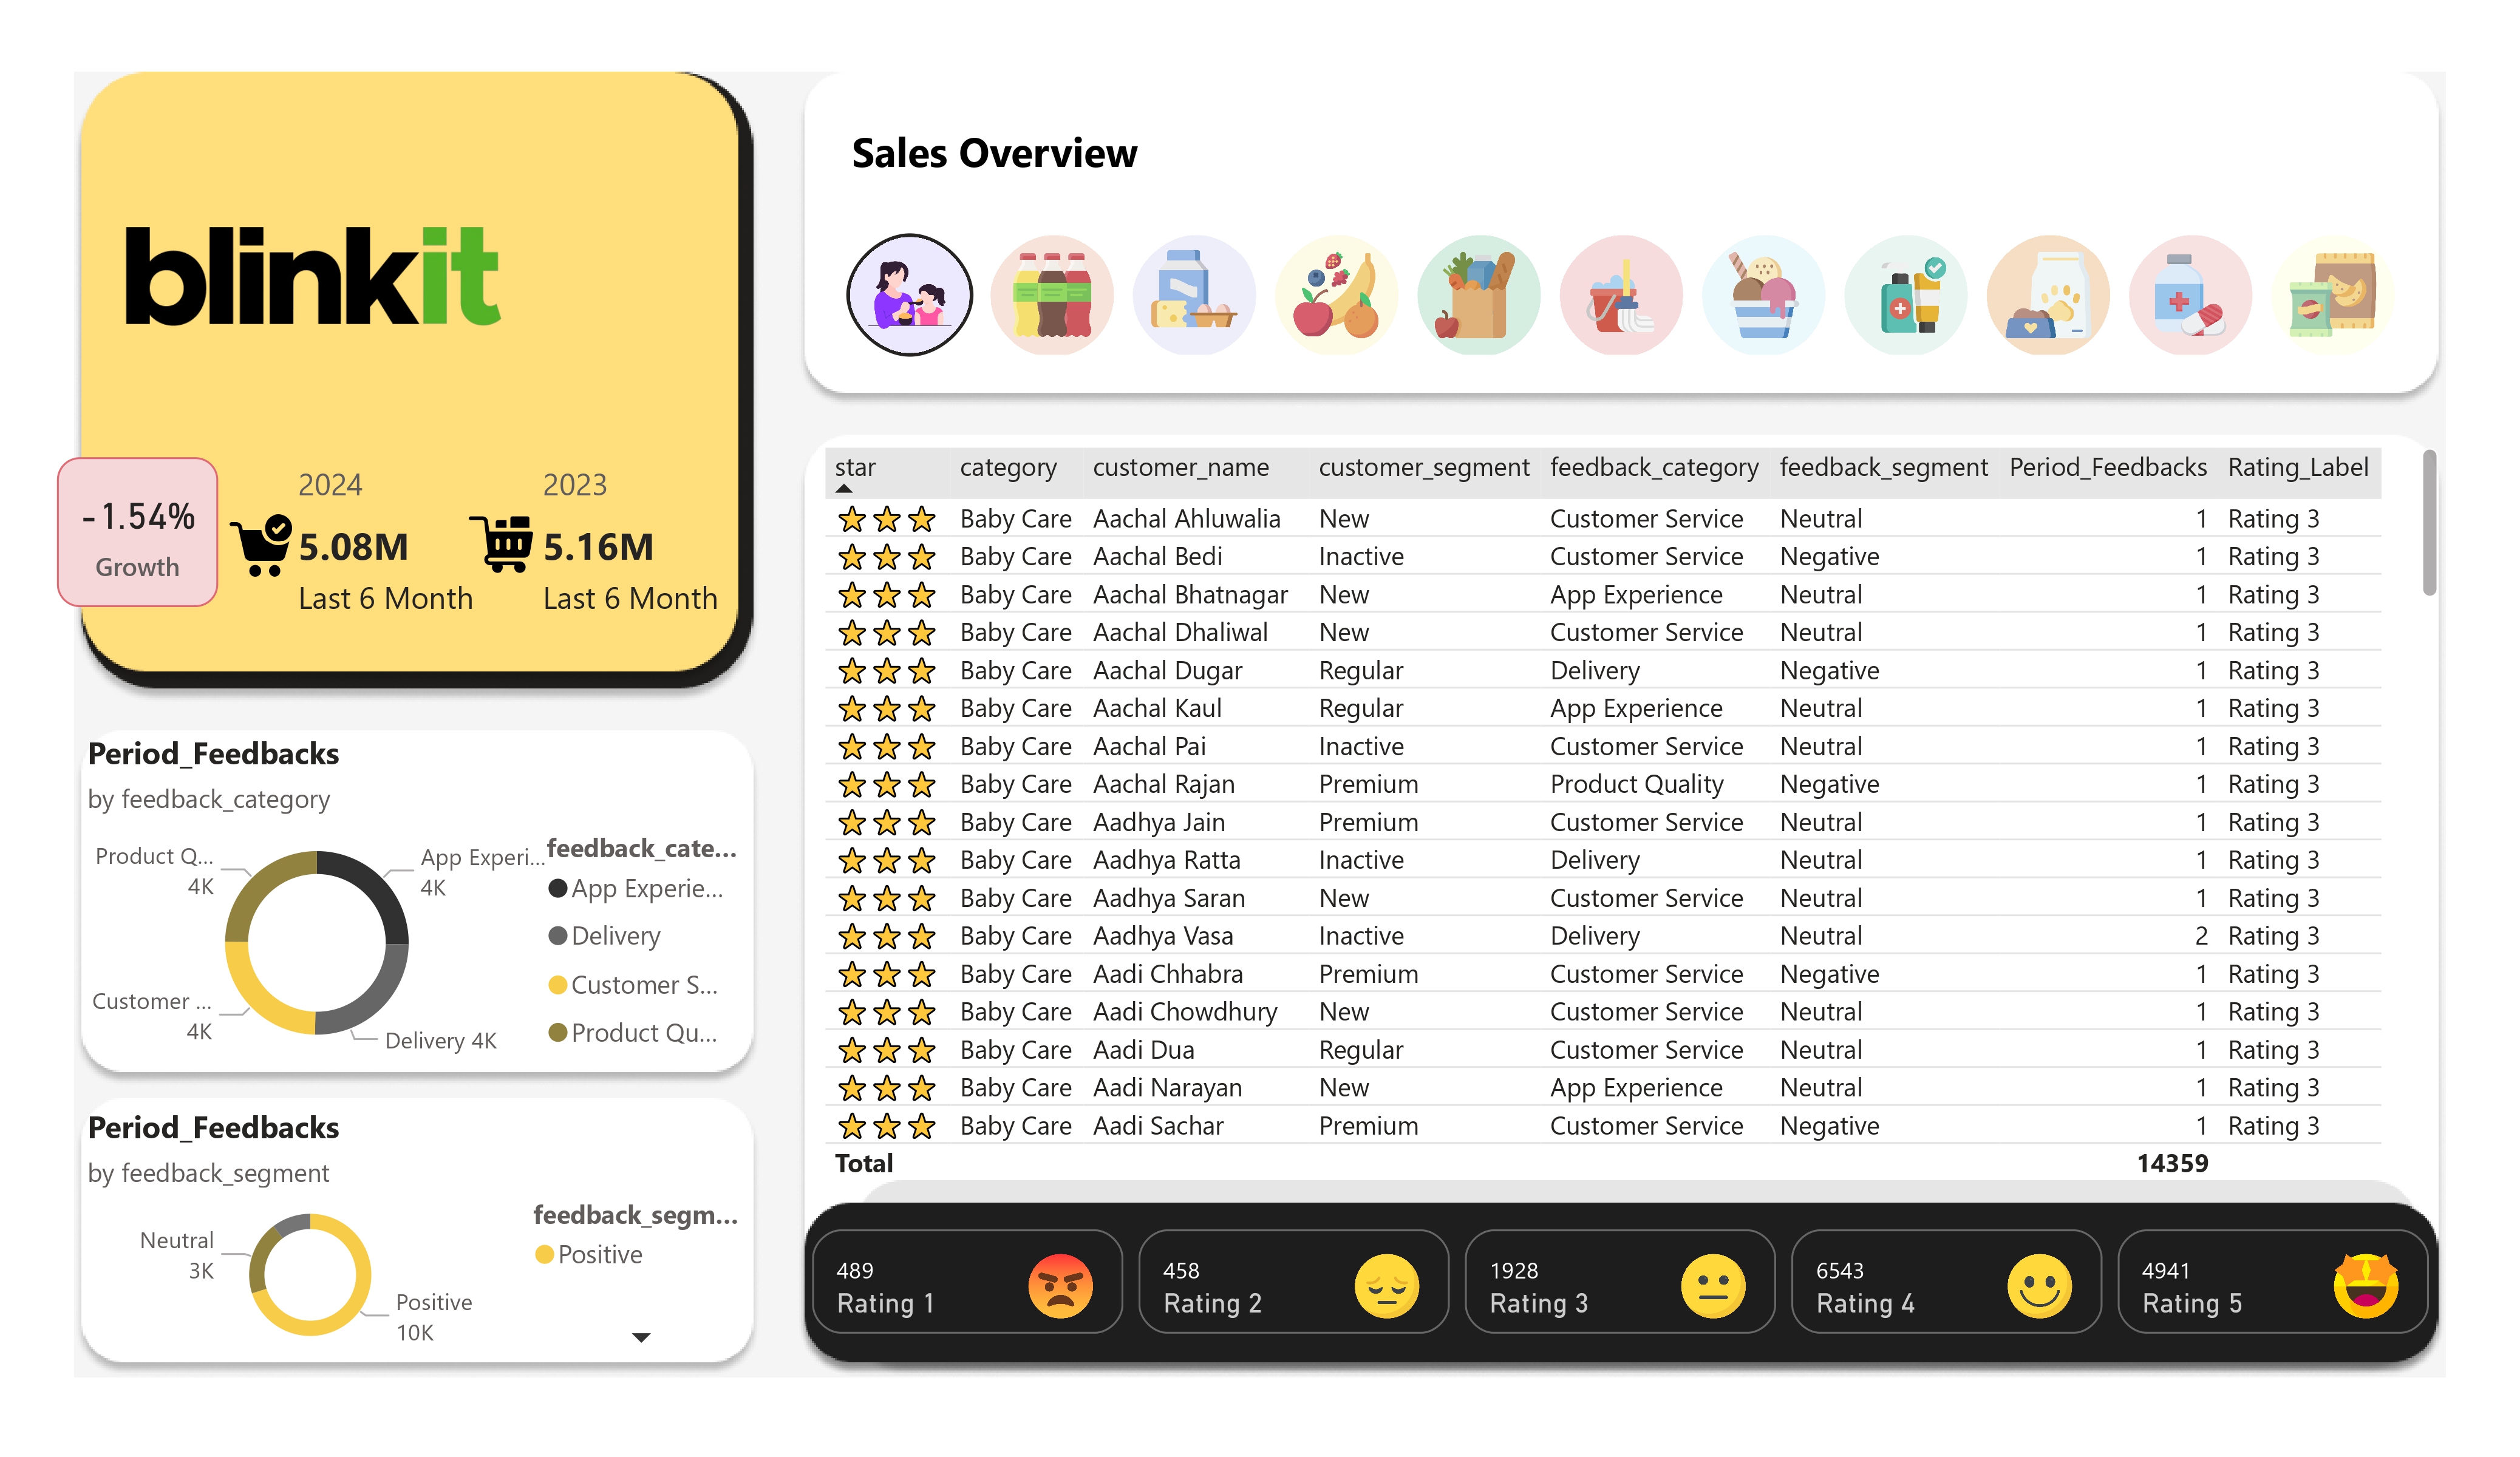 blinkit
-1.54%
Growth
2024
5.08M
Last 6 Month
2023
5.16M
Last 6 Month
Sales Overview
Period_Feedbacks
by feedback_category
Product Q...
4K
App Experi...
4K
Customer ...
4K
Delivery 4K
feedback_cate...
App Experie...
Delivery
Customer S...
Product Qu...
Period_Feedbacks
by feedback_segment
Neutral
3K
Positive
10K
feedback_segm...
Positive
star category customer_name customer_segment feedback_category feedback_segment Period_Feedbacks Rating_Label
Baby Care Aachal Ahluwalia New Customer Service Neutral 1 Rating 3
Baby Care Aachal Bedi Inactive Customer Service Negative 1 Rating 3
Baby Care Aachal Bhatnagar New App Experience Neutral 1 Rating 3
Baby Care Aachal Dhaliwal New Customer Service Neutral 1 Rating 3
Baby Care Aachal Dugar Regular Delivery Negative 1 Rating 3
Baby Care Aachal Kaul Regular App Experience Neutral 1 Rating 3
Baby Care Aachal Pai Inactive Customer Service Neutral 1 Rating 3
Baby Care Aachal Rajan Premium Product Quality Negative 1 Rating 3
Baby Care Aadhya Jain Premium Customer Service Neutral 1 Rating 3
Baby Care Aadhya Ratta Inactive Delivery Neutral 1 Rating 3
Baby Care Aadhya Saran New Customer Service Neutral 1 Rating 3
Baby Care Aadhya Vasa Inactive Delivery Neutral 2 Rating 3
Baby Care Aadi Chhabra Premium Customer Service Negative 1 Rating 3
Baby Care Aadi Chowdhury New Customer Service Neutral 1 Rating 3
Baby Care Aadi Dua Regular Customer Service Neutral 1 Rating 3
Baby Care Aadi Narayan New App Experience Neutral 1 Rating 3
Baby Care Aadi Sachar Premium Customer Service Negative 1 Rating 3
Total 14359
489
Rating 1
458
Rating 2
1928
Rating 3
6543
Rating 4
4941
Rating 5